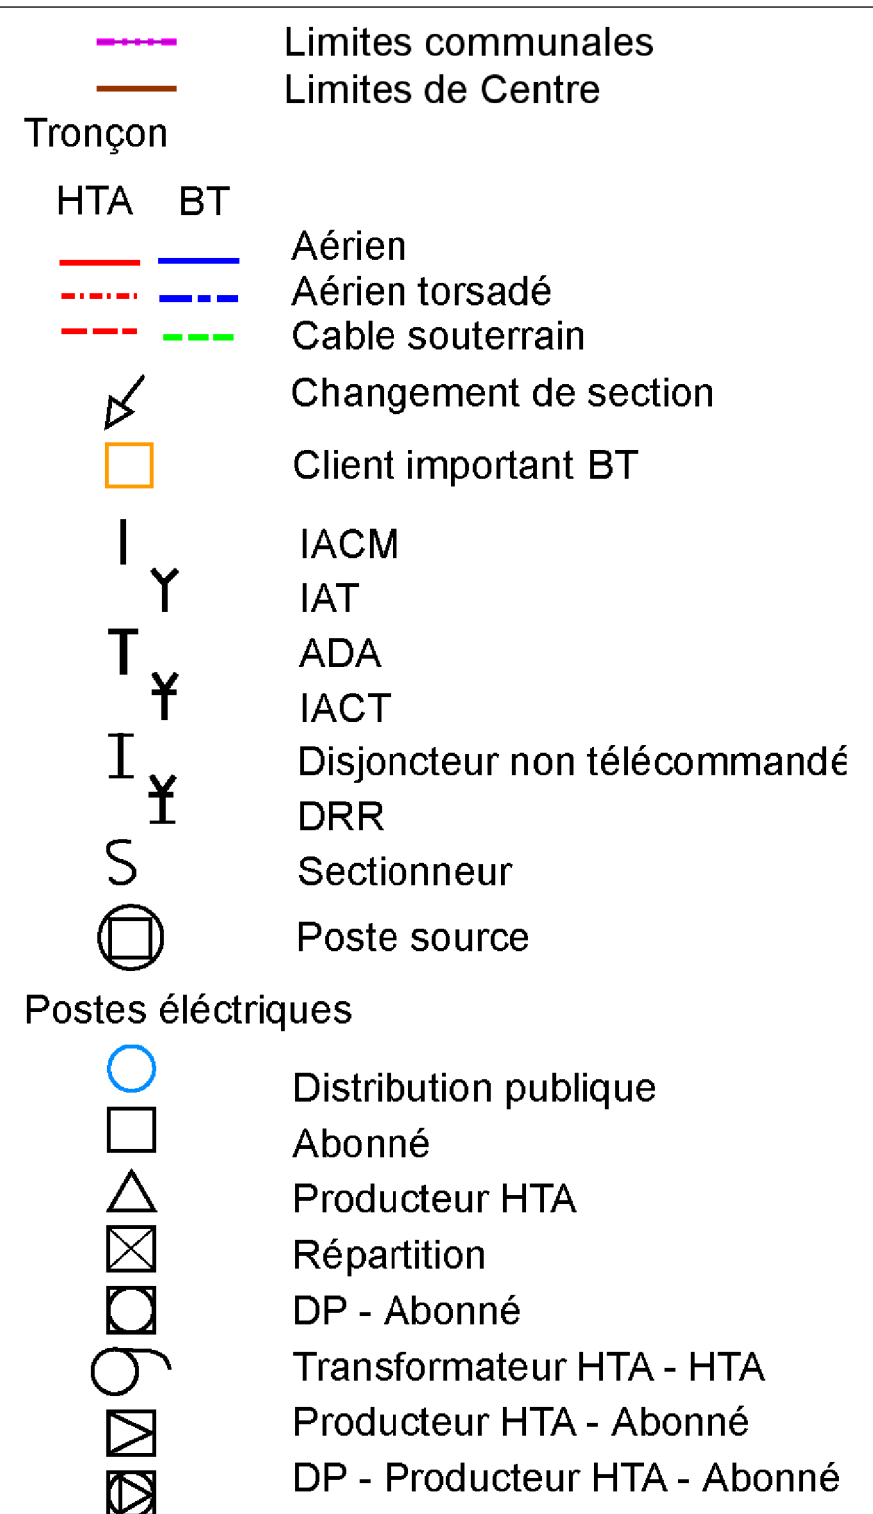 Limites communales
Limites de Centre
Tronçon
HTA BT
Aérien
Aérien torsadé
Cable souterrain
Changement de section
Client important BT
IACM
IAT
ADA
IACT
Disjoncteur non télécommandé
DRR
Sectionneur
Poste source
Postes éléctriques
Distribution publique
Abonné
Producteur HTA
Répartition
DP - Abonné
Transformateur HTA - HTA
Producteur HTA - Abonné
DP - Producteur HTA - Abonné